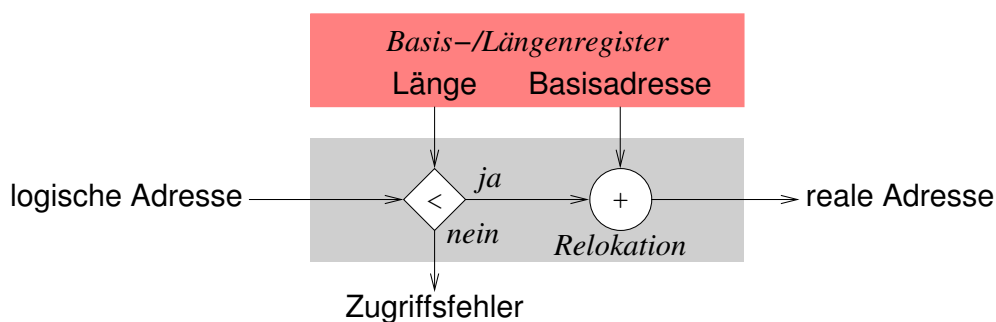 Basis−/Längenregister
Länge Basisadresse
ja
logische Adresse < + reale Adresse
nein Relokation
Zugriffsfehler